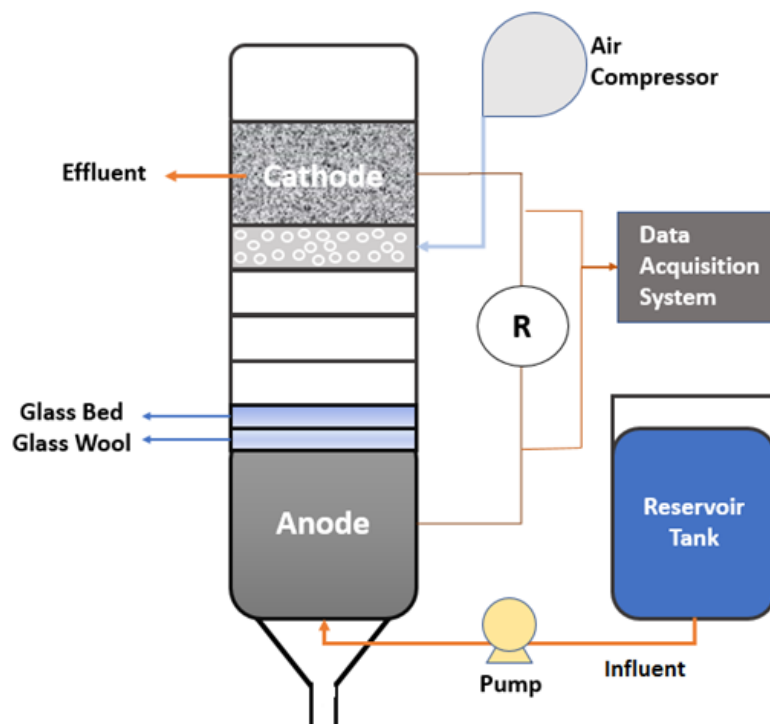 Air
Compressor
Effluent
Cathode
Data
Acquisition
System
R
Glass Bed
Glass Wool
Anode
Reservoir
Tank
Influent
Pump